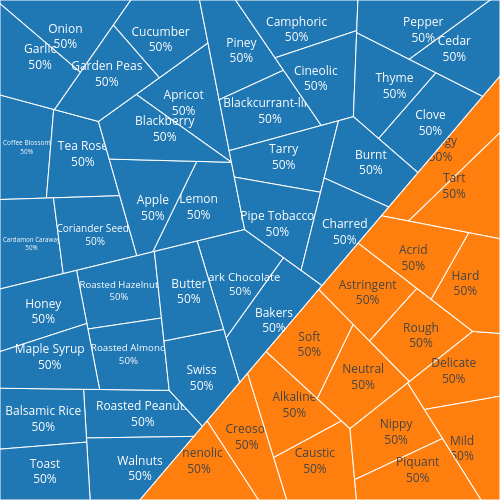 Onion
50%
Garlic
50%
Garden Peas
50%
Cucumber
50%
Piney
50%
Camphoric
50%
Pepper
50%
Cedar
50%
Cineolic
50%
Thyme
50%
Apricot
50%
Blackberry
50%
Blackcurrant-li
50%
Clove
50%
gy
50%
Coffee Blossom
50%
Tea Rose
50%
Tarry
50%
Burnt
50%
Tart
50%
Apple
50%
Lemon
50%
Pipe Tobacco
50%
Charred
50%
Cardamon Caraway
50%
Coriander Seed
50%
Acrid
50%
Hard
50%
Honey
50%
Roasted Hazelnut
50%
Butter
50%
ark Chocolate
50%
Astringent
50%
Bakers
50%
Rough
50%
Maple Syrup
50%
Roasted Almond
50%
Soft
50%
Delicate
50%
Swiss
50%
Neutral
50%
Balsamic Rice
50%
Roasted Peanut
50%
Alkaline
50%
Creoso
50%
Nippy
50%
Mild
50%
Toast
50%
Walnuts
50%
henolic
50%
Caustic
50%
Piquant
50%